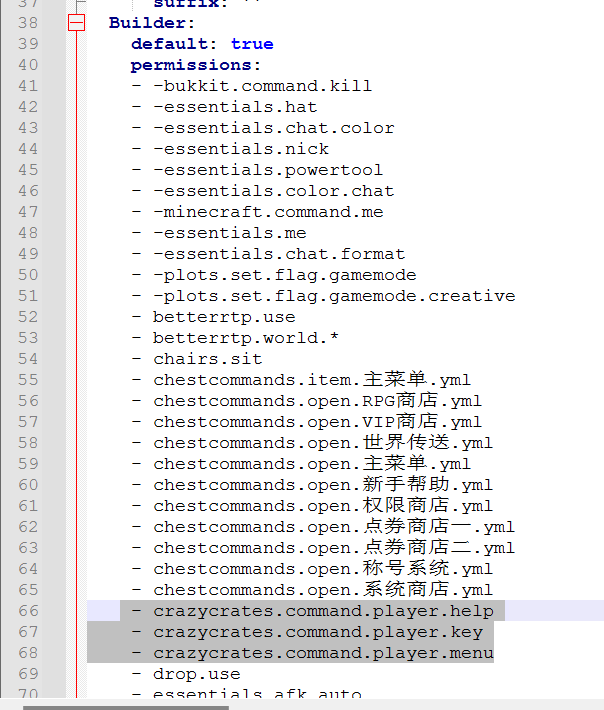 37 suffix: ''
38 Builder:
39 default: true
40 permissions:
41 - -bukkit.command.kill
42 - -essentials.hat
43 - -essentials.chat.color
44 - -essentials.nick
45 - -essentials.powertool
46 - -essentials.color.chat
47 - -minecraft.command.me
48 - -essentials.me
49 - -essentials.chat.format
50 - -plots.set.flag.gamemode
51 - -plots.set.flag.gamemode.creative
52 - betterrtp.use
53 - betterrtp.world.*
54 - chairs.sit
55 - chestcommands.item.主菜单.yml
56 - chestcommands.open.RPG商店.yml
57 - chestcommands.open.VIP商店.yml
58 - chestcommands.open.世界传送.yml
59 - chestcommands.open.主菜单.yml
60 - chestcommands.open.新手帮助.yml
61 - chestcommands.open.权限商店.yml
62 - chestcommands.open.点券商店一.yml
63 - chestcommands.open.点券商店二.yml
64 - chestcommands.open.称号系统.yml
65 - chestcommands.open.系统商店.yml
66 - crazycrates.command.player.help
67 - crazycrates.command.player.key
68 - crazycrates.command.player.menu
69 - drop.use
70 - essentials.afk.auto